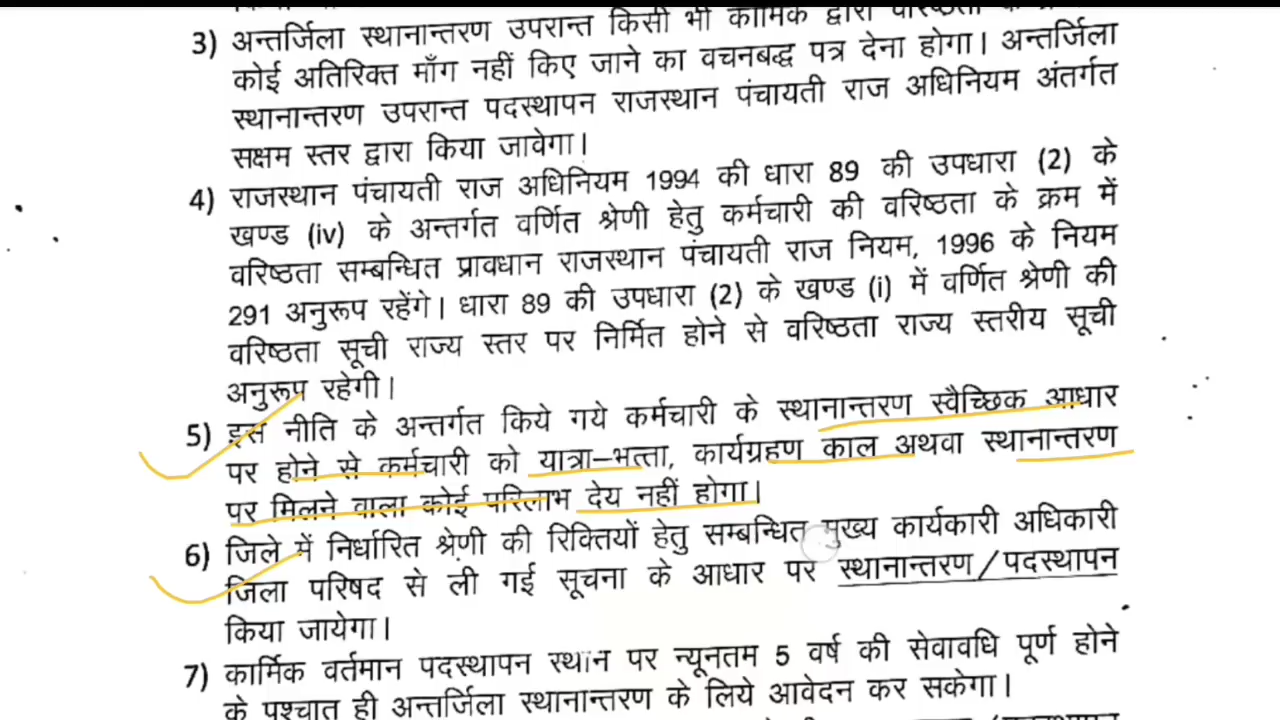 3) अन्तर्जिला स्थानान्तरण उपरान्त किसी भी कार्मिक द्वारा वरिष्ठता
कोई अतिरिक्त माँग नहीं किए जाने का वचनबद्ध पत्र देना होगा। अन्तर्जिला
स्थानान्तरण उपरान्त पदस्थापन राजस्थान पंचायती राज अधिनियम अंतर्गत
सक्षम स्तर द्वारा किया जावेगा।
4) राजस्थान पंचायती राज अधिनियम 1994 की धारा 89 की उपधारा (2) के
खण्ड (iv) के अन्तर्गत वर्णित श्रेणी हेतु कर्मचारी की वरिष्ठता के क्रम में
वरिष्ठता सम्बन्धित प्रावधान राजस्थान पंचायती राज नियम, 1996 के नियम
291 अनुरूप रहेंगे। धारा 89 की उपधारा (2) के खण्ड (i) में वर्णित श्रेणी की
वरिष्ठता सूची राज्य स्तर पर निर्मित होने से वरिष्ठता राज्य स्तरीय सूची
अनुरूप रहेगी।
5) इस नीति के अन्तर्गत किये गये कर्मचारी के स्थानान्तरण स्वैच्छिक आधार
पर होने से कर्मचारी को यात्रा–भत्ता, कार्यग्रहण काल अथवा स्थानान्तरण
पर मिलने वाला कोई परिलाभ देय नहीं होगा।
6) जिले में निर्धारित श्रेणी की रिक्तियों हेतु सम्बन्धित मुख्य कार्यकारी अधिकारी
जिला परिषद से ली गई सूचना के आधार पर स्थानान्तरण/पदस्थापन
किया जायेगा।
7) कार्मिक वर्तमान पदस्थापन स्थान पर न्यूनतम 5 वर्ष की सेवावधि पूर्ण होने
के पश्चात ही अन्तर्जिला स्थानान्तरण के लिये आवेदन कर सकेगा।